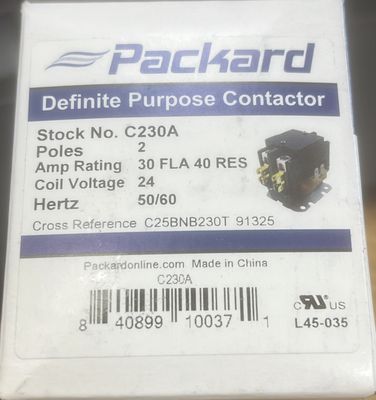 Packard
Definite Purpose Contactor
Stock No. C230A
Poles 2
Amp Rating 30 FLA 40 RES
Coil Voltage 24
Hertz 50/60
Cross Reference C25BNB230T 91325
Packardonline.com Made in China
C230A
8 40899 10037 1
c RU US
L45-035